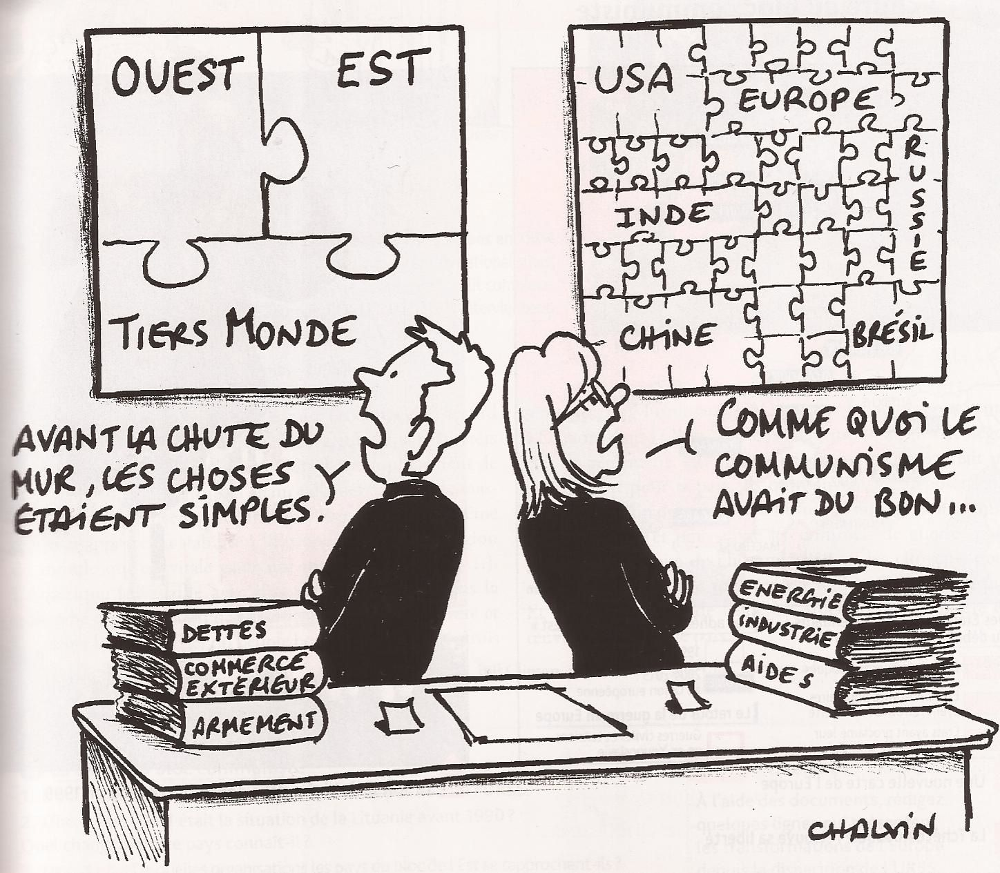 OUEST
EST
TIERS MONDE
USA
EUROPE
RUSSIE
INDE
CHINE
BRÉSIL
AVANT LA CHUTE DU
MUR, LES CHOSES
ÉTAIENT SIMPLES.
COMME QUOI LE
COMMUNISME
AVAIT DU BON...
DETTES
COMMERCE
EXTÉRIEUR
ARMEMENT
ENERGIE
INDUSTRIE
AIDES
CHALVIN